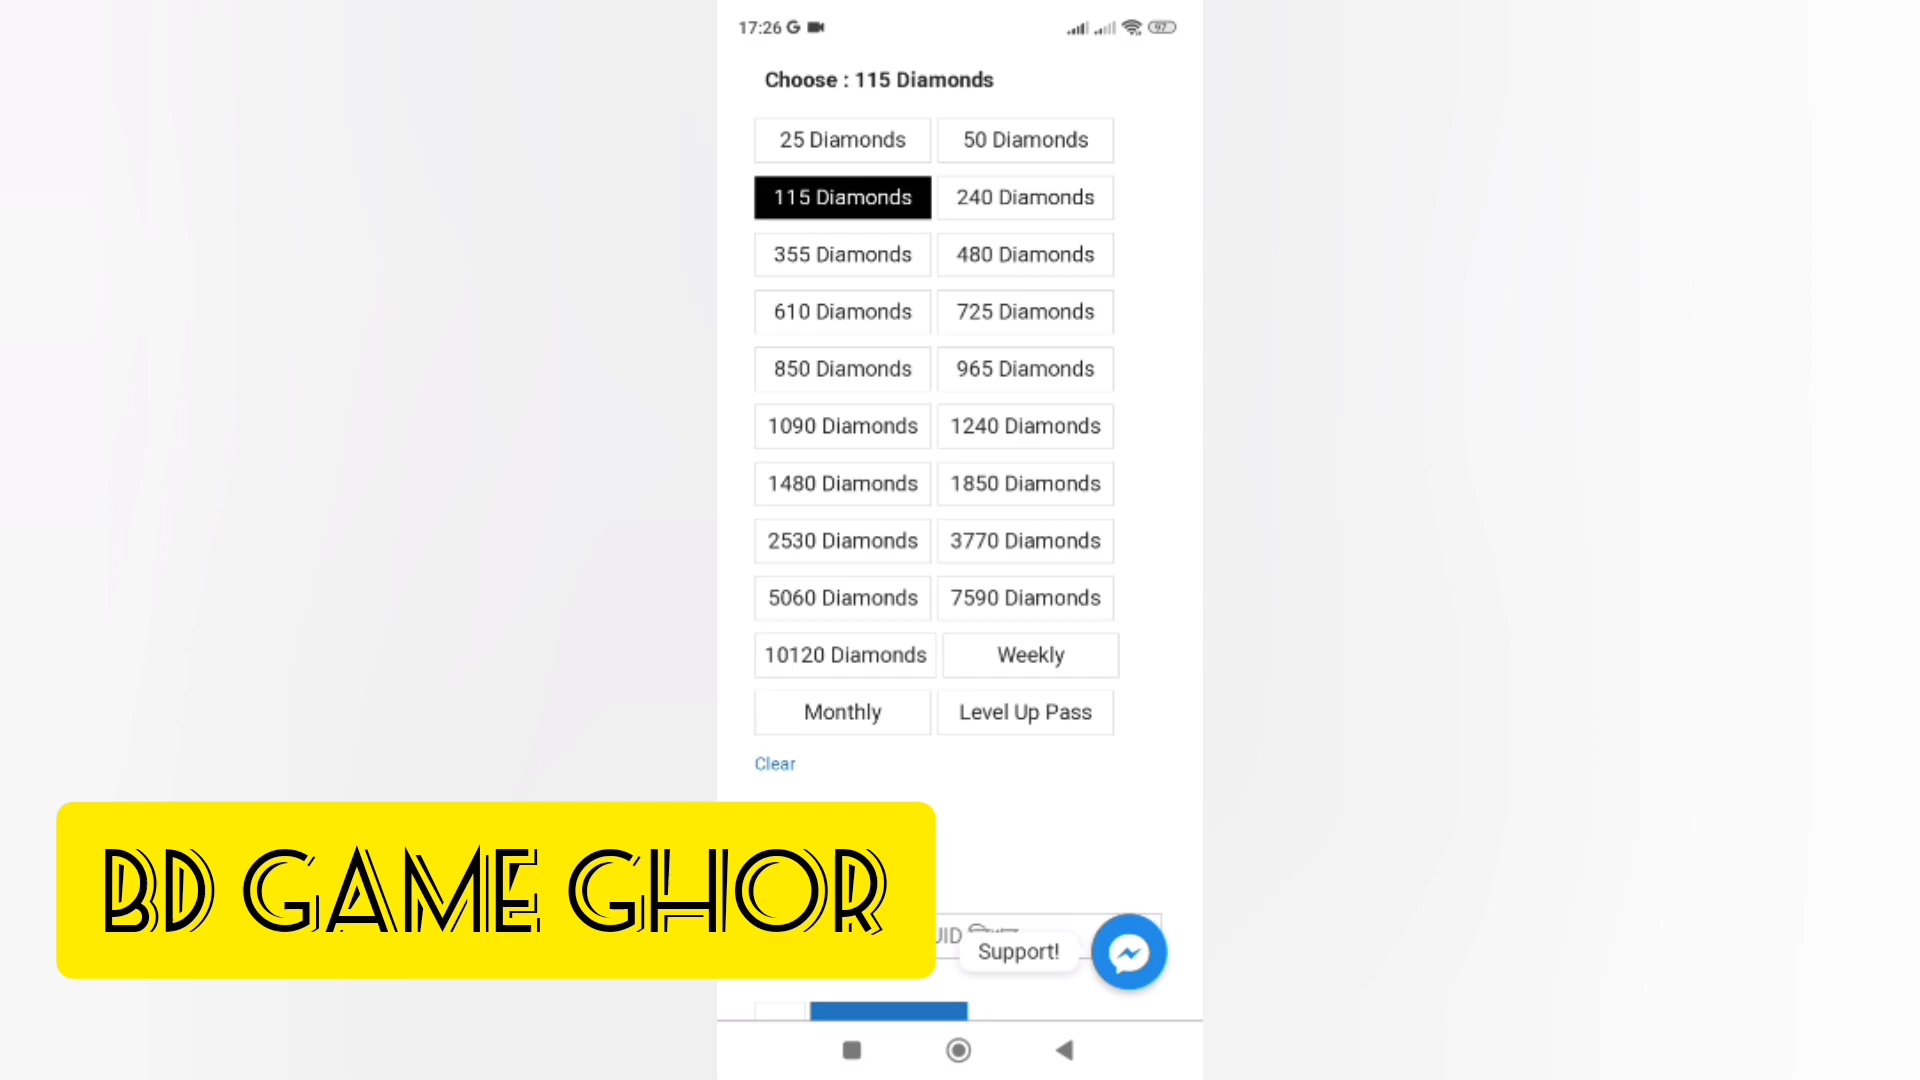 17:26 G 97
Choose : 115 Diamonds
25 Diamonds 50 Diamonds
115 Diamonds 240 Diamonds
355 Diamonds 480 Diamonds
610 Diamonds 725 Diamonds
850 Diamonds 965 Diamonds
1090 Diamonds 1240 Diamonds
1480 Diamonds 1850 Diamonds
2530 Diamonds 3770 Diamonds
5060 Diamonds 7590 Diamonds
10120 Diamonds Weekly
Monthly Level Up Pass
Clear
BD GAME GHOR
Support!